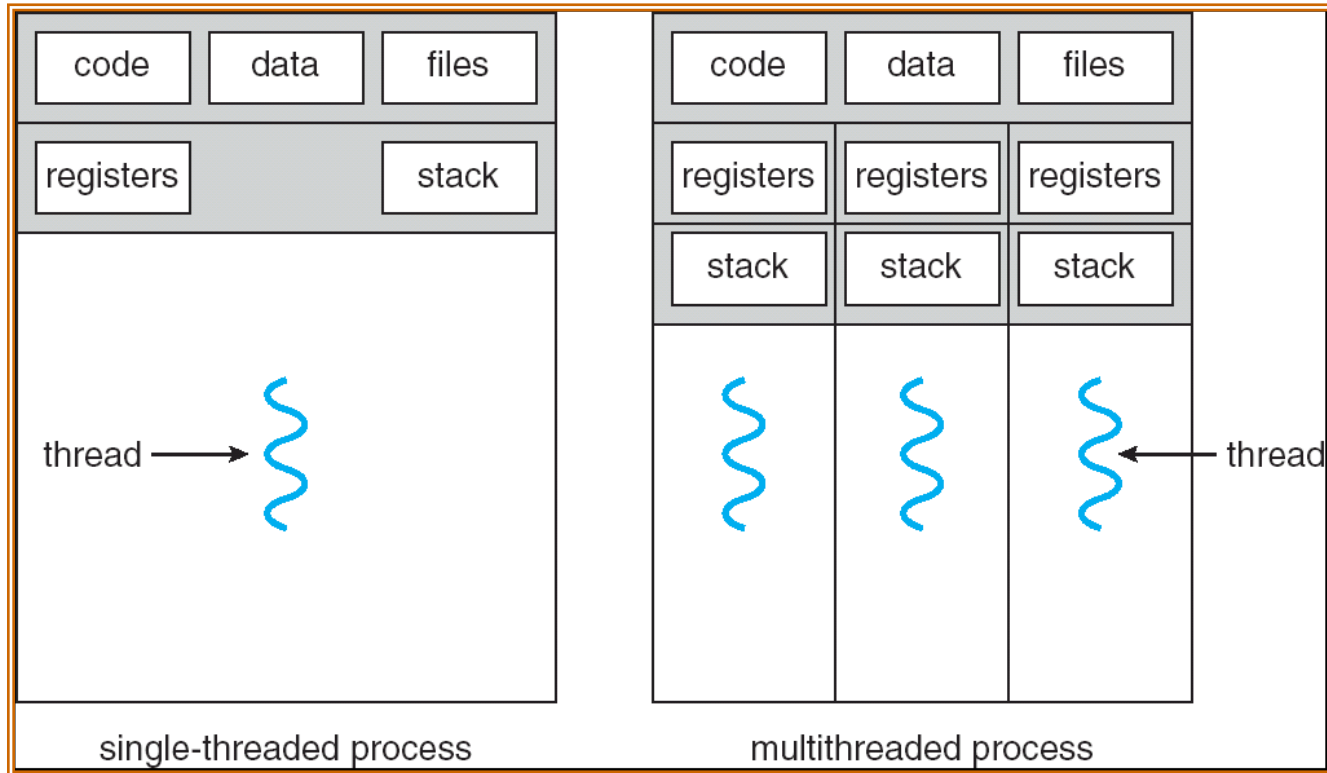 code data files code data files
registers stack registers registers registers
stack stack stack
thread thread
single-threaded process multithreaded process